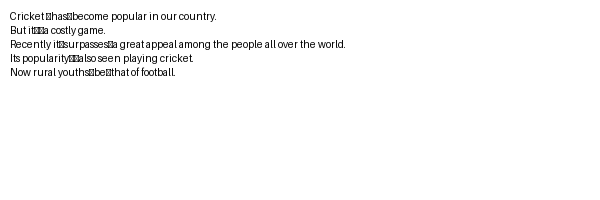 Cricket has become popular in our country.
But it a costly game.
Recently it surpasses a great appeal among the people all over the world.
Its popularity also seen playing cricket.
Now rural youths be that of football.